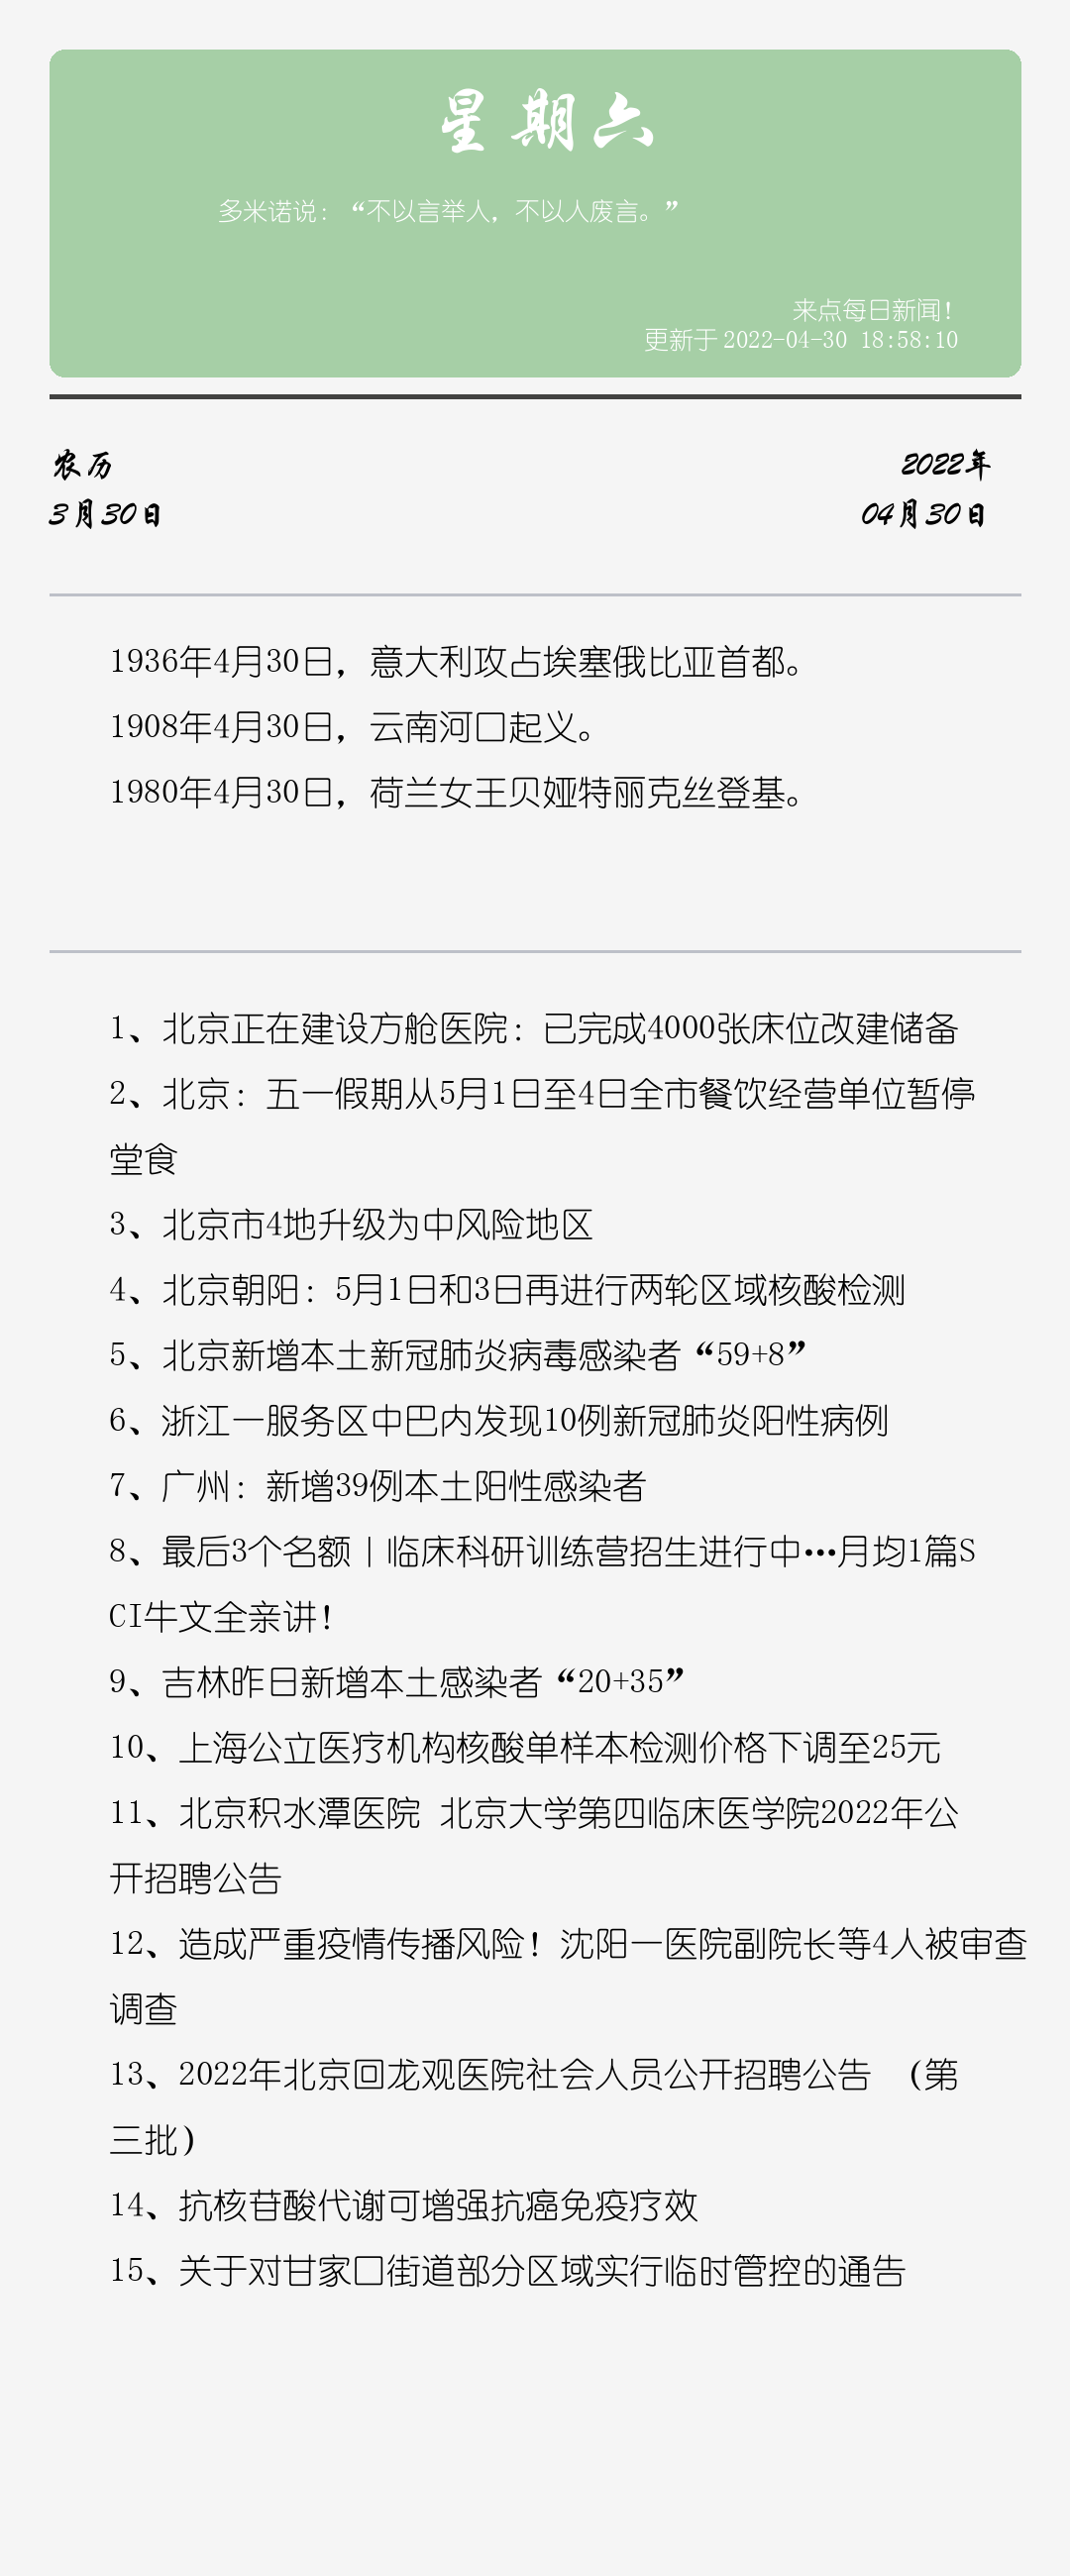 星期六
多米诺说：“不以言举人，不以人废言。”
来点每日新闻！
更新于 2022-04-30 18:58:10
农历
2022年
3月30日
04月30日
1936年4月30日，意大利攻占埃塞俄比亚首都。
1908年4月30日，云南河口起义。
1980年4月30日，荷兰女王贝娅特丽克丝登基。
1、北京正在建设方舱医院：已完成4000张床位改建储备
2、北京：五一假期从5月1日至4日全市餐饮经营单位暂停
堂食
3、北京市4地升级为中风险地区
4、北京朝阳：5月1日和3日再进行两轮区域核酸检测
5、北京新增本土新冠肺炎病毒感染者“59+8”
6、浙江一服务区中巴内发现10例新冠肺炎阳性病例
7、广州：新增39例本土阳性感染者
8、最后3个名额丨临床科研训练营招生进行中…月均1篇S
CI牛文全亲讲！
9、吉林昨日新增本土感染者“20+35”
10、上海公立医疗机构核酸单样本检测价格下调至25元
11、北京积水潭医院 北京大学第四临床医学院2022年公
开招聘公告
12、造成严重疫情传播风险！沈阳一医院副院长等4人被审查
调查
13、2022年北京回龙观医院社会人员公开招聘公告 （第
三批）
14、抗核苷酸代谢可增强抗癌免疫疗效
15、关于对甘家口街道部分区域实行临时管控的通告